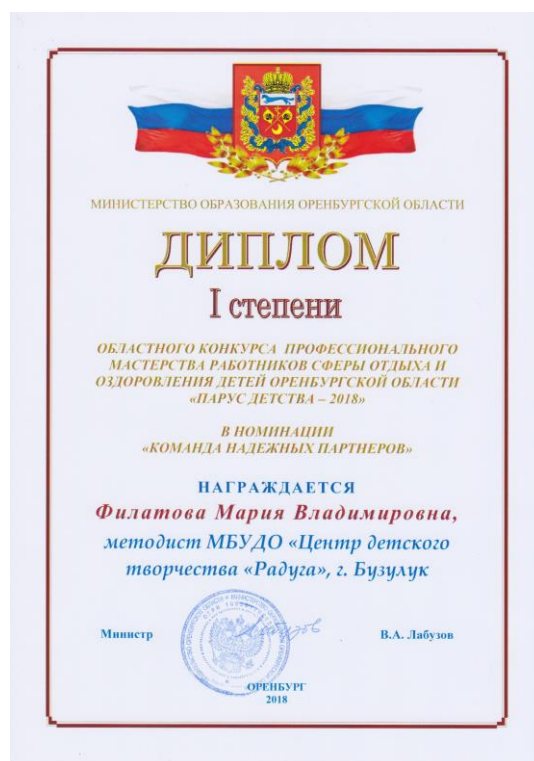 МИНИСТЕРСТВО ОБРАЗОВАНИЯ ОРЕНБУРГСКОЙ ОБЛАСТИ
ДИПЛОМ
I степени
ОБЛАСТНОГО КОНКУРСА ПРОФЕССИОНАЛЬНОГО
МАСТЕРСТВА РАБОТНИКОВ СФЕРЫ ОТДЫХА И
ОЗДОРОВЛЕНИЯ ДЕТЕЙ ОРЕНБУРГСКОЙ ОБЛАСТИ
«ПАРУС ДЕТСТВА – 2018»
В НОМИНАЦИИ
«КОМАНДА НАДЕЖНЫХ ПАРТНЕРОВ»
НАГРАЖДАЕТСЯ
Филатова Мария Владимировна,
методист МБУДО «Центр детского
творчества «Радуга», г. Бузулук
Министр
В.А. Лабузов
ОРЕНБУРГ
2018